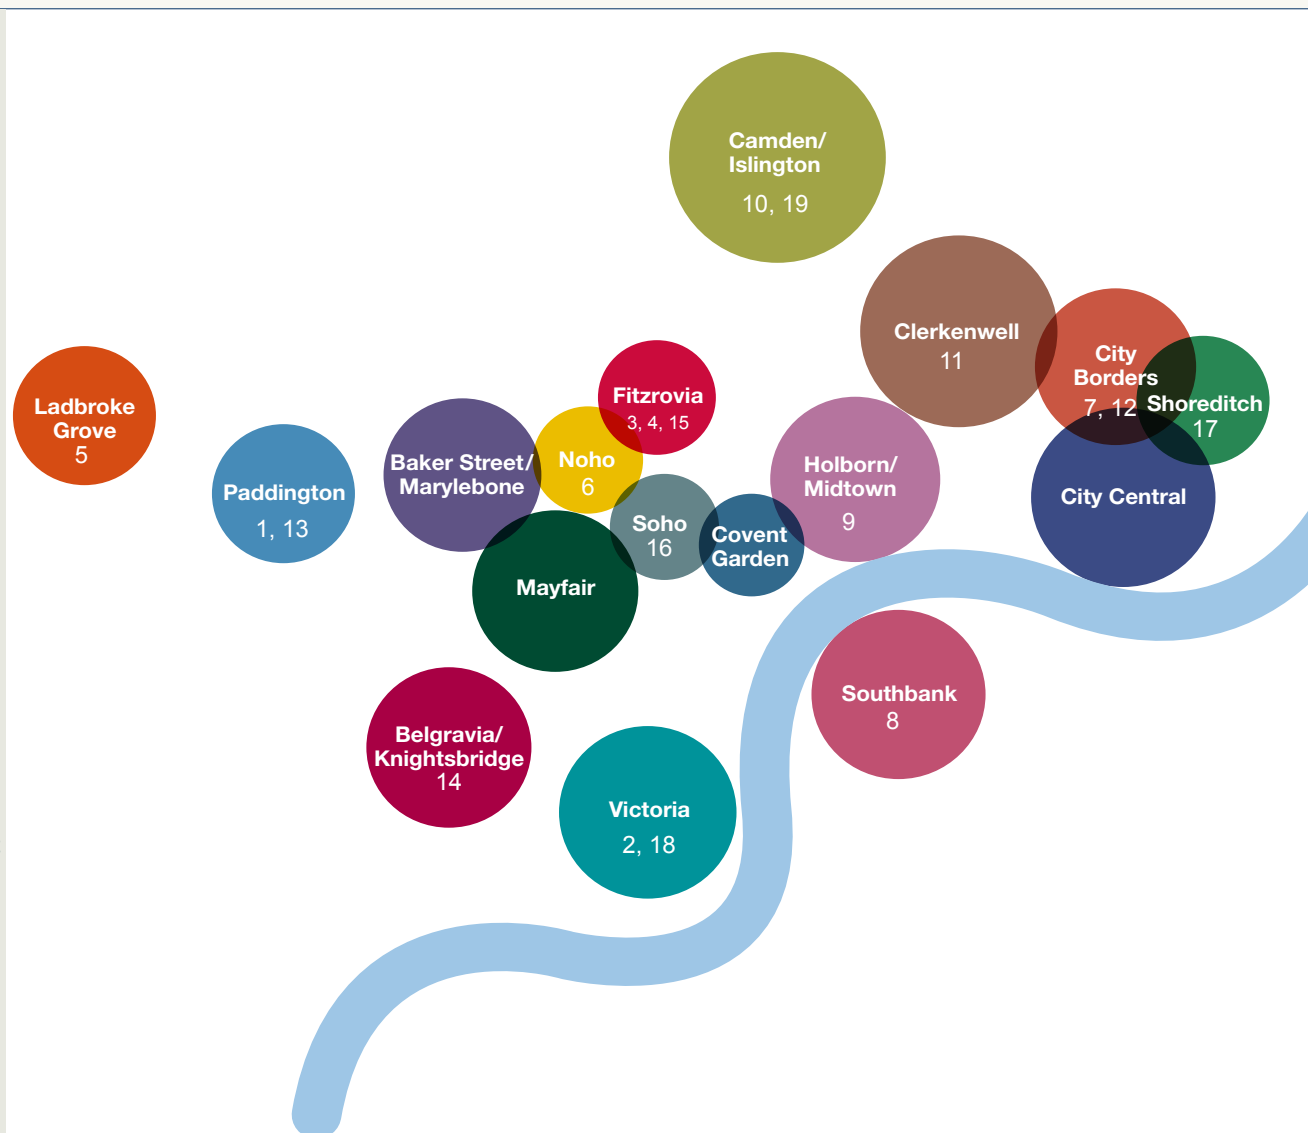 Camden/
Islington
10, 19
Clerkenwell
11
City
Borders
7, 12
Shoreditch
17
Ladbroke
Grove
5
Fitzrovia
3, 4, 15
Paddington
1, 13
Baker Street/
Marylebone
Noho
6
Holborn/
Midtown
9
City Central
Soho
16
Covent
Garden
Mayfair
Southbank
8
Belgravia/
Knightsbridge
14
Victoria
2, 18